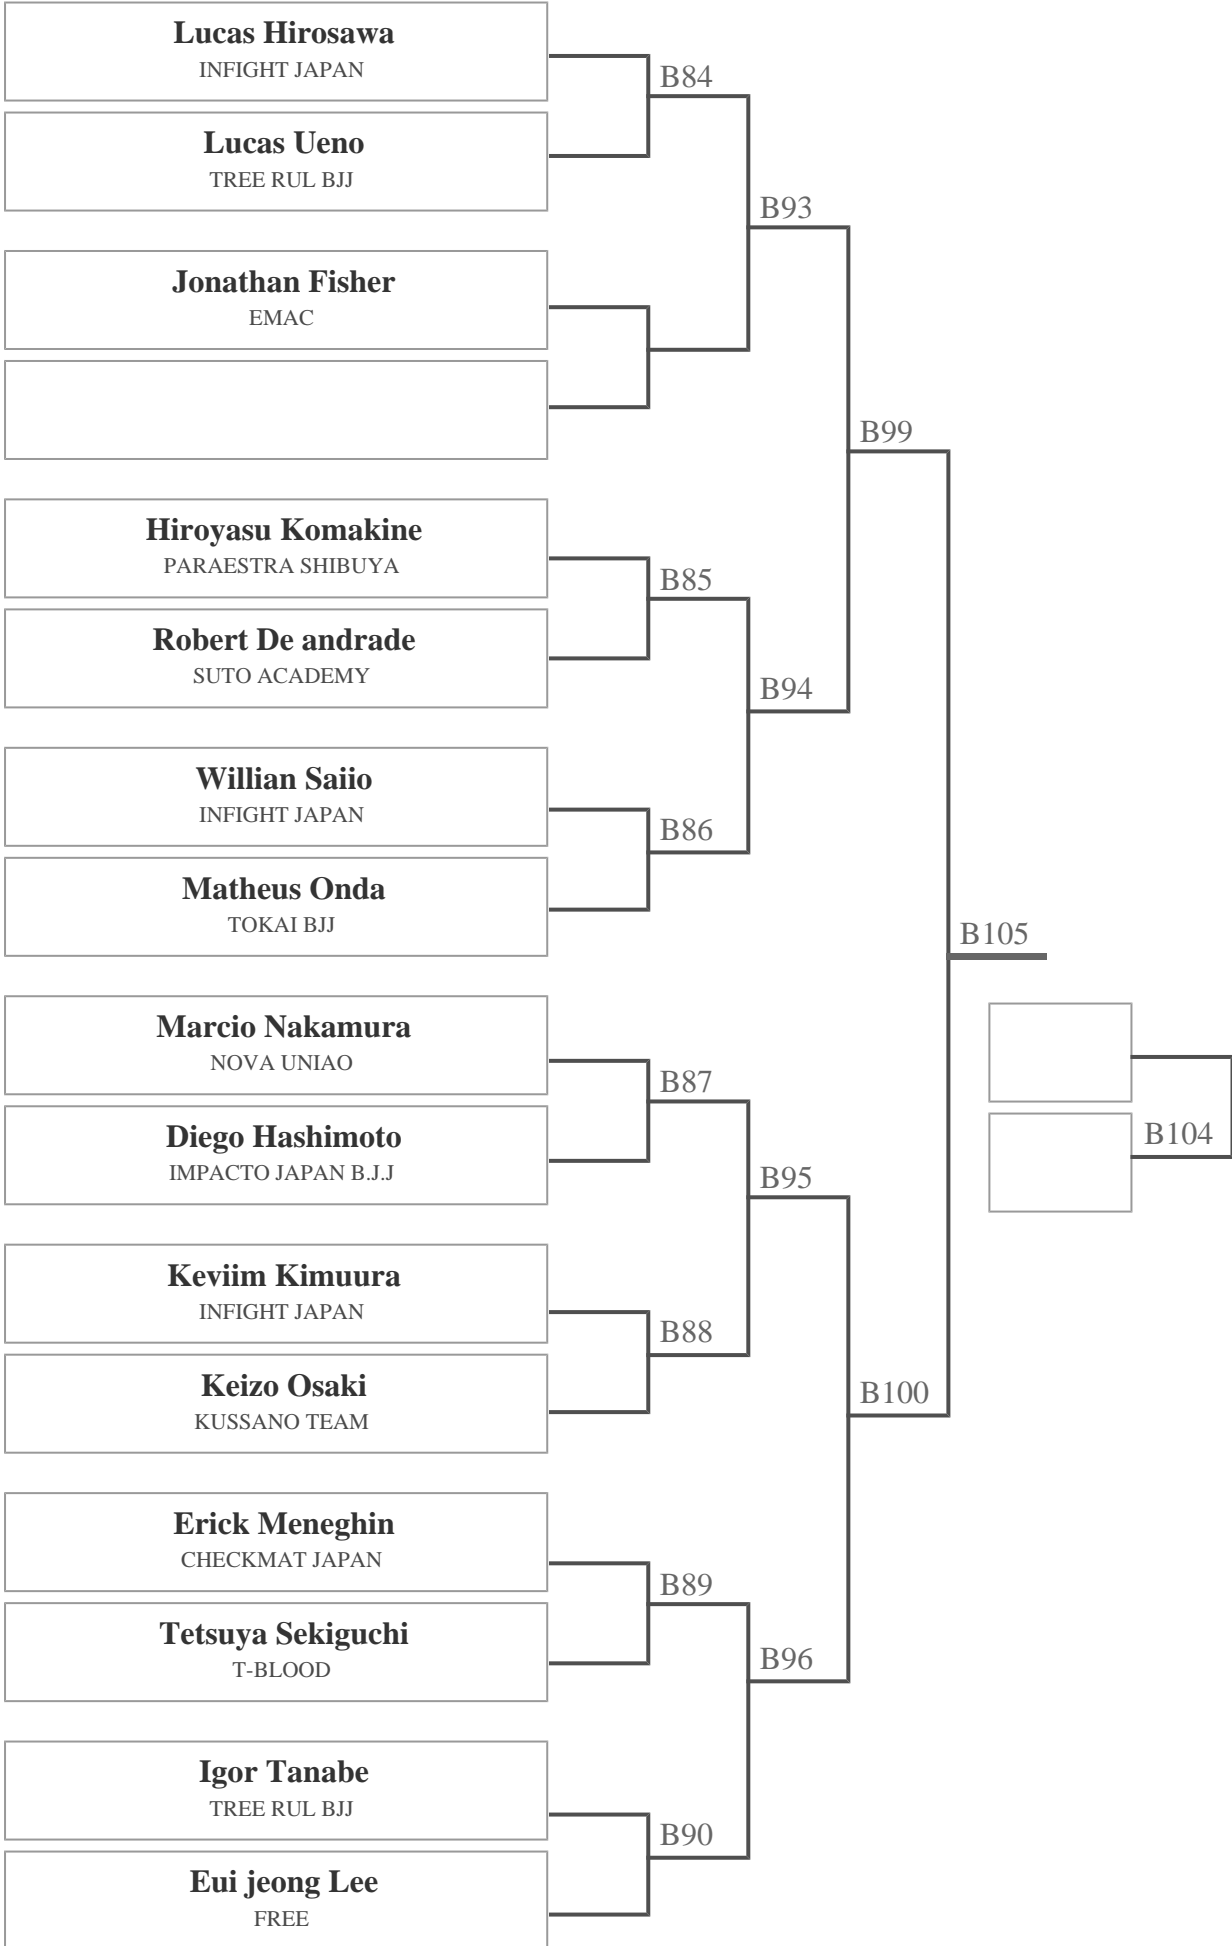 Lucas Hirosawa
INFIGHT JAPAN
B84
Lucas Ueno
TREE RUL BJJ
B93
Jonathan Fisher
EMAC
B99
Hiroyasu Komakine
PARAESTRA SHIBUYA
B85
Robert De andrade
SUTO ACADEMY
B94
Willian Saiio
INFIGHT JAPAN
B86
Matheus Onda
TOKAI BJJ
B105
Marcio Nakamura
NOVA UNIAO
B87
Diego Hashimoto
IMPACTO JAPAN B.J.J
B104
B95
Keviim Kimuura
INFIGHT JAPAN
B88
Keizo Osaki
KUSSANO TEAM
B100
Erick Meneghin
CHECKMAT JAPAN
B89
Tetsuya Sekiguchi
T-BLOOD
B96
Igor Tanabe
TREE RUL BJJ
B90
Eui jeong Lee
FREE